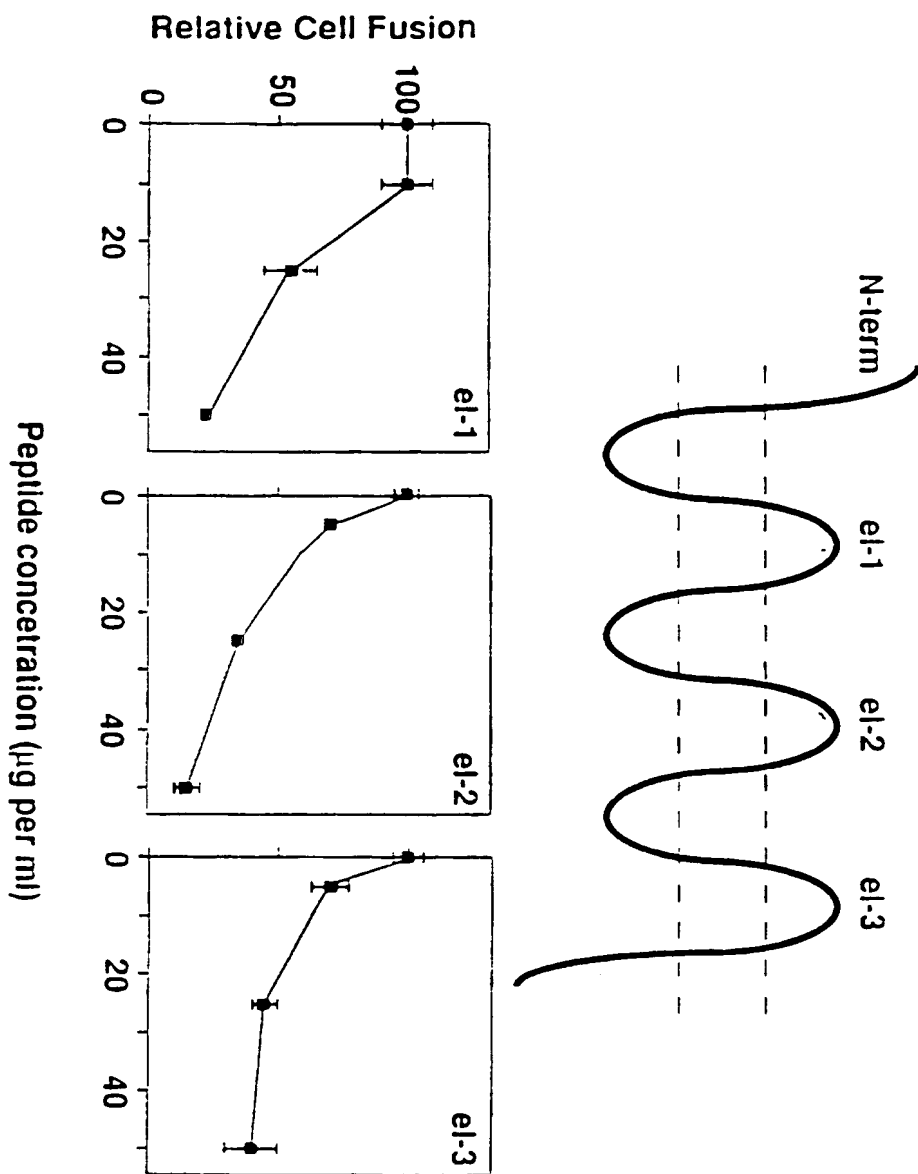 N-term
el-1
el-2
el-3
Relative Cell Fusion
100
50
0
el-1
el-2
el-3
0 20 40 0 20 40 0 20 40
Peptide concetration (μg per ml)